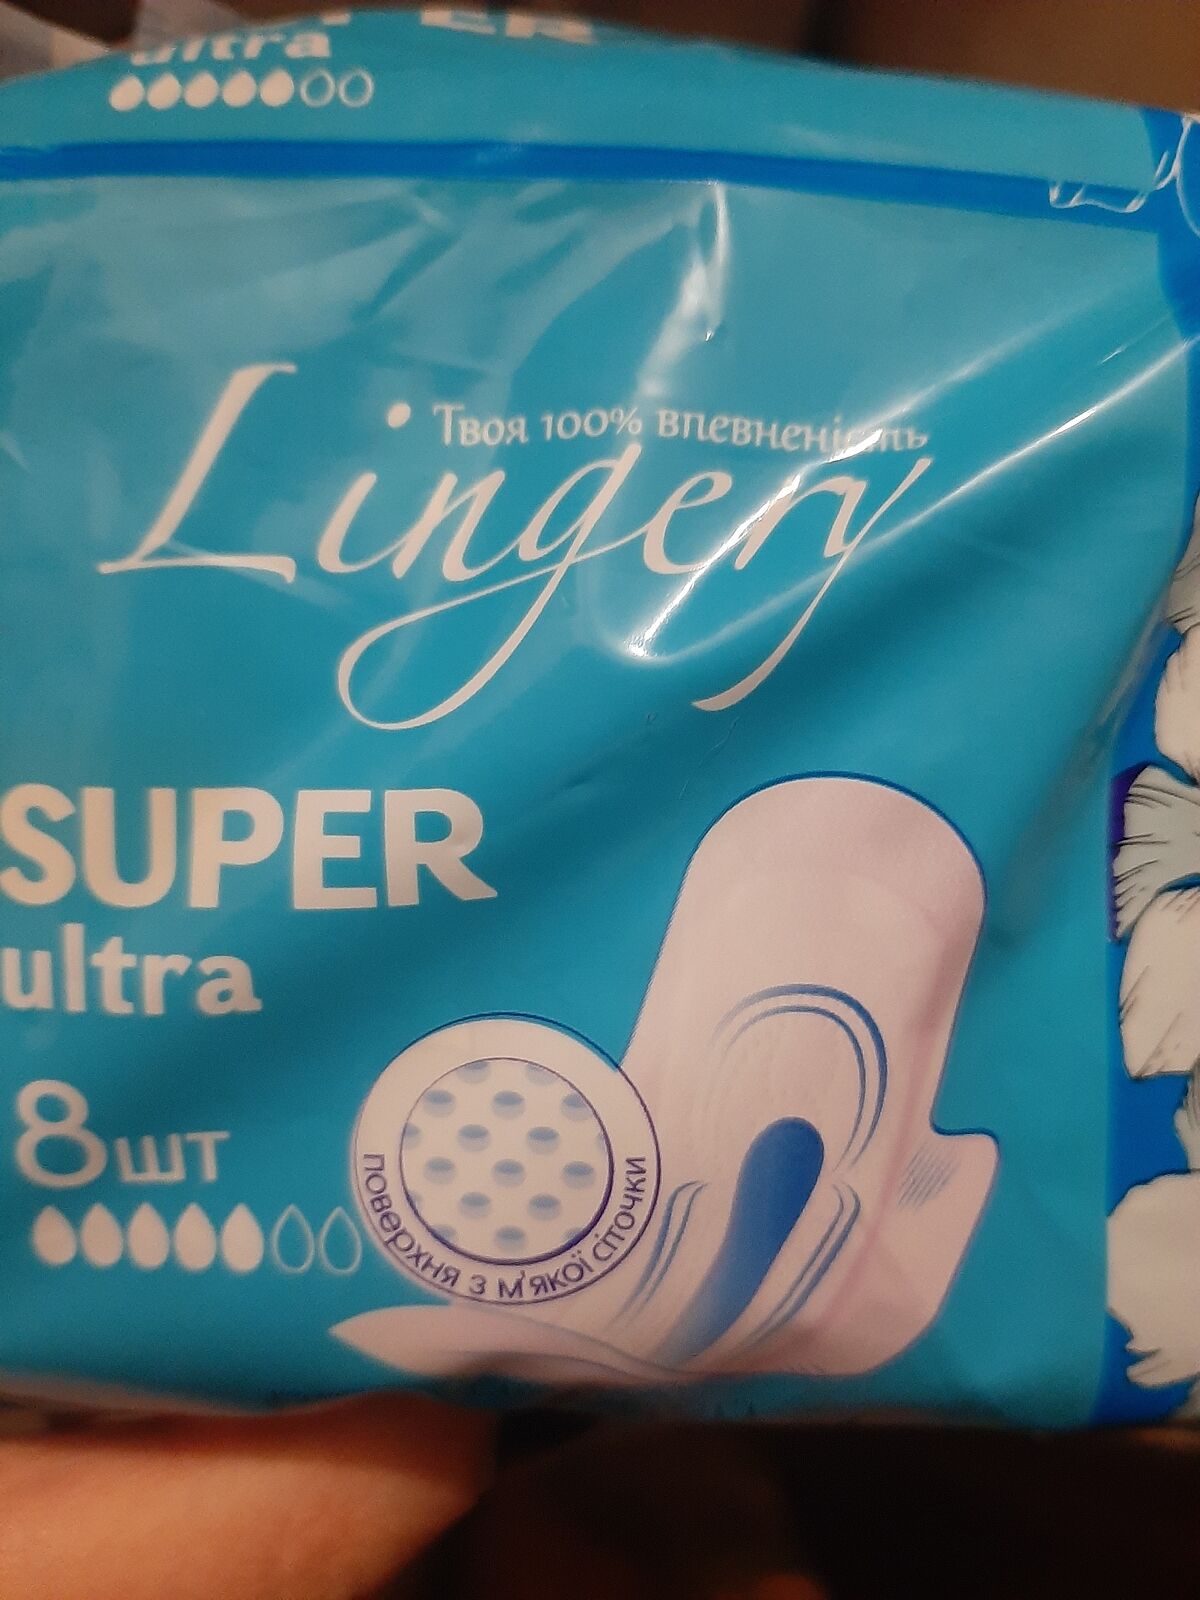 ultra
• Твоя 100% впевненість
Lingery
SUPER
ultra
8шт
поверхня з м'якої сіточки